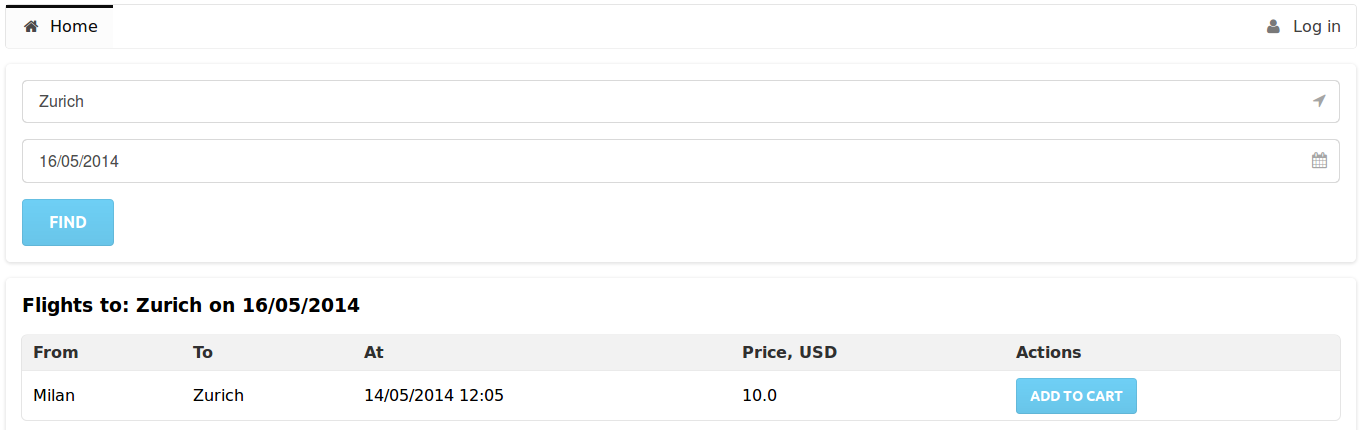 Home Log in
Zurich
16/05/2014
FIND
Flights to: Zurich on 16/05/2014
From To At Price, USD Actions
Milan Zurich 14/05/2014 12:05 10.0 ADD TO CART